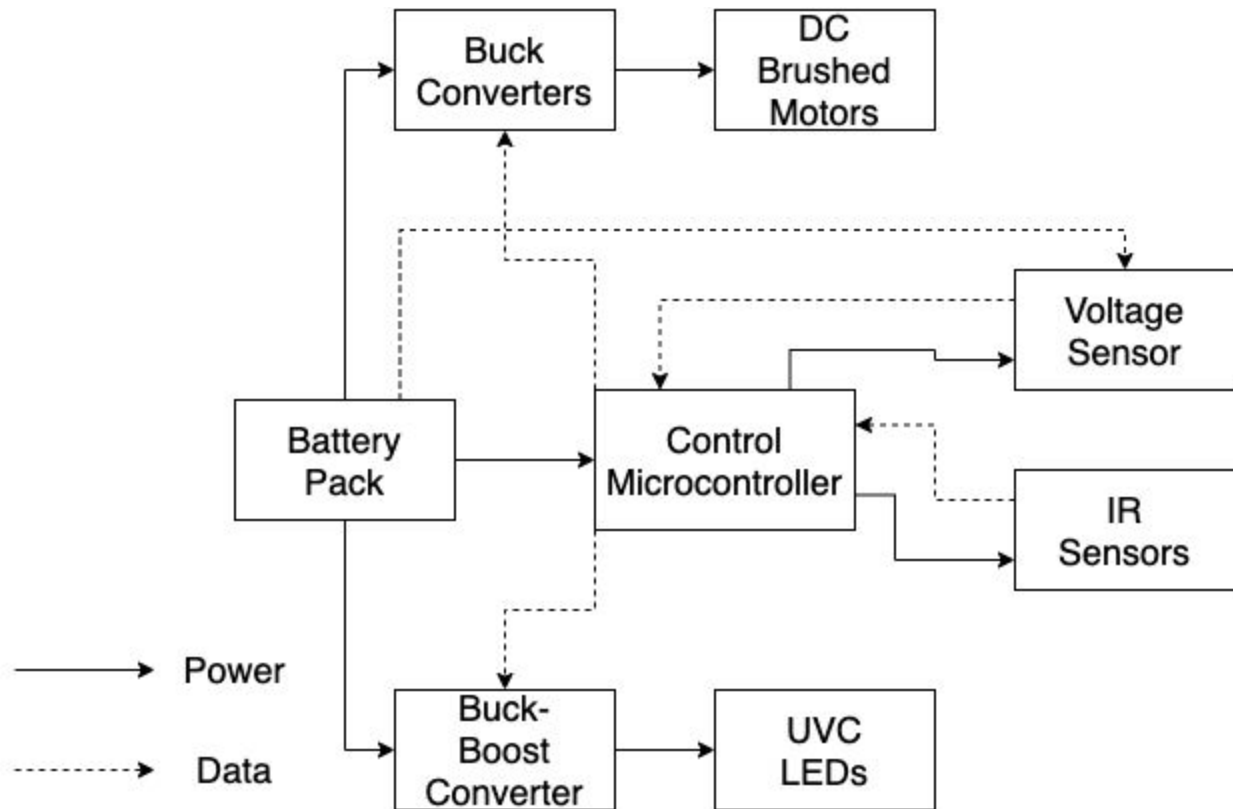 Buck
Converters
DC
Brushed
Motors
Voltage
Sensor
Battery
Pack
Control
Microcontroller
IR
Sensors
Power
Data
Buck-
Boost
Converter
UVC
LEDs